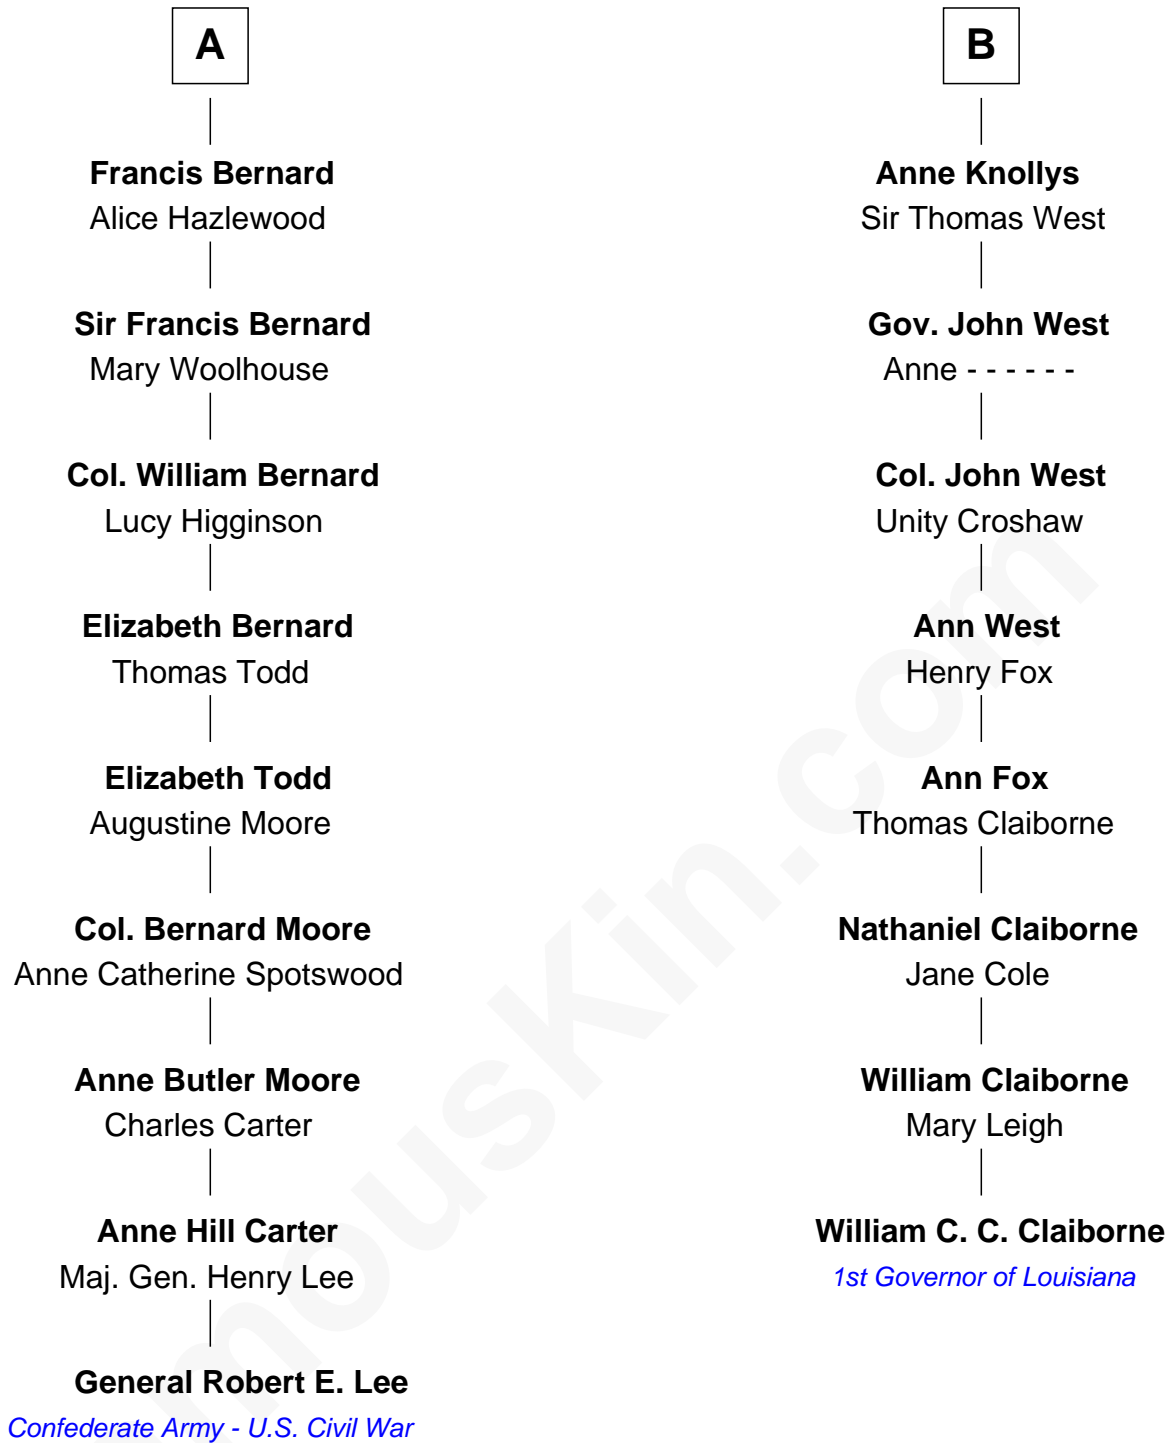 A
Francis Bernard
Alice Hazlewood
Sir Francis Bernard
Mary Woolhouse
Col. William Bernard
Lucy Higginson
Elizabeth Bernard
Thomas Todd
Elizabeth Todd
Augustine Moore
Col. Bernard Moore
Anne Catherine Spotswood
Anne Butler Moore
Charles Carter
Anne Hill Carter
Maj. Gen. Henry Lee
General Robert E. Lee
Confederate Army - U.S. Civil War
B
Anne Knollys
Sir Thomas West
Gov. John West
Anne - - - - - -
Col. John West
Unity Croshaw
Ann West
Henry Fox
Ann Fox
Thomas Claiborne
Nathaniel Claiborne
Jane Cole
William Claiborne
Mary Leigh
William C. C. Claiborne
1st Governor of Louisiana
mousKin.com